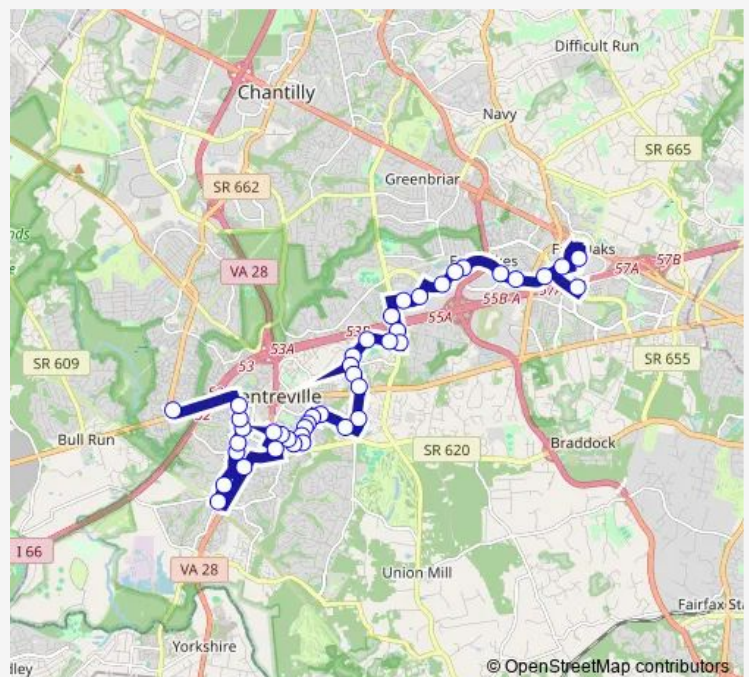 Difficult Run
Chantilly
Navy
SR 665
Greenbriar
SR 662
57B
57A
VA 28
55B-A
55A
53B
53A
53
SR 609
SR 655
entreville
Bull Run
SR 620
Braddock
I 66
VA 28
Union Mill
Fairfax Sta
Yorkshire
© OpenStreetMap contributors